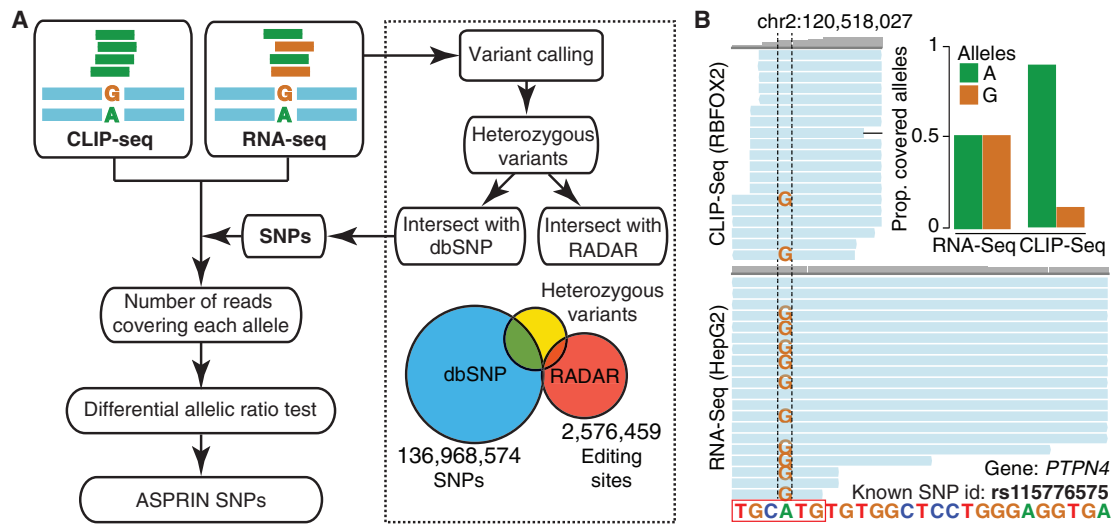 A
G
A
CLIP-seq
G
A
RNA-seq
Variant calling
Heterozygous
variants
Intersect with
dbSNP
Intersect with
RADAR
SNPs
Number of reads
covering each allele
Differential allelic ratio test
ASPRIN SNPs
Heterozygous
variants
dbSNP
RADAR
136,968,574
SNPs
2,576,459
Editing
sites
B
chr2:120,518,027
CLIP-Seq (RBFOX2)
G
G
Prop. covered alleles
1
0.5
0
Alleles
A
G
RNA-Seq CLIP-Seq
RNA-Seq (HepG2)
G
G
G
G
G
G
G
G
G
G
Gene: PTPN4
Known SNP id: rs115776575
TGCATGTGTGGCTCCTGGGAGGTGA